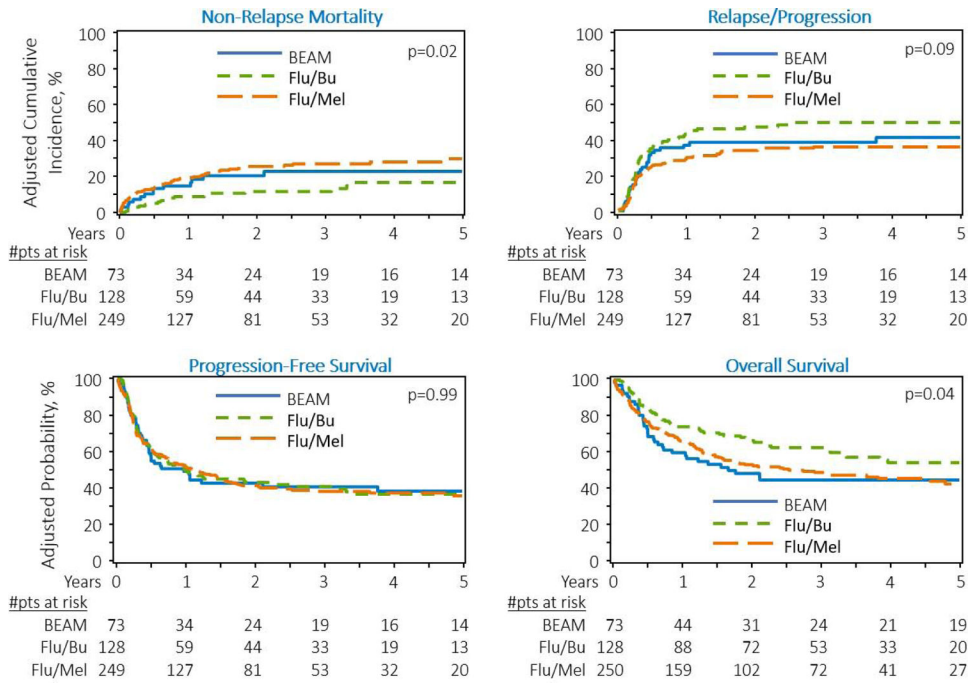 Non-Relapse Mortality
Adjusted Cumulative
Incidence, %
100
80
60
40
20
0
BEAM
Flu/Bu
Flu/Mel
p=0.02
Years 0 1 2 3 4 5
#pts at risk
BEAM 73 34 24 19 16 14
Flu/Bu 128 59 44 33 19 13
Flu/Mel 249 127 81 53 32 20
Relapse/Progression
100
80
60
40
20
0
BEAM
Flu/Bu
Flu/Mel
p=0.09
Years 0 1 2 3 4 5
#pts at risk
BEAM 73 34 24 19 16 14
Flu/Bu 128 59 44 33 19 13
Flu/Mel 249 127 81 53 32 20
Progression-Free Survival
Adjusted Probability, %
100
80
60
40
20
0
BEAM
Flu/Bu
Flu/Mel
p=0.99
Years 0 1 2 3 4 5
#pts at risk
BEAM 73 34 24 19 16 14
Flu/Bu 128 59 44 33 19 13
Flu/Mel 249 127 81 53 32 20
Overall Survival
100
80
60
40
20
0
p=0.04
BEAM
Flu/Bu
Flu/Mel
Years 0 1 2 3 4 5
#pts at risk
BEAM 73 44 31 24 21 19
Flu/Bu 128 88 72 53 33 20
Flu/Mel 250 159 102 72 41 27